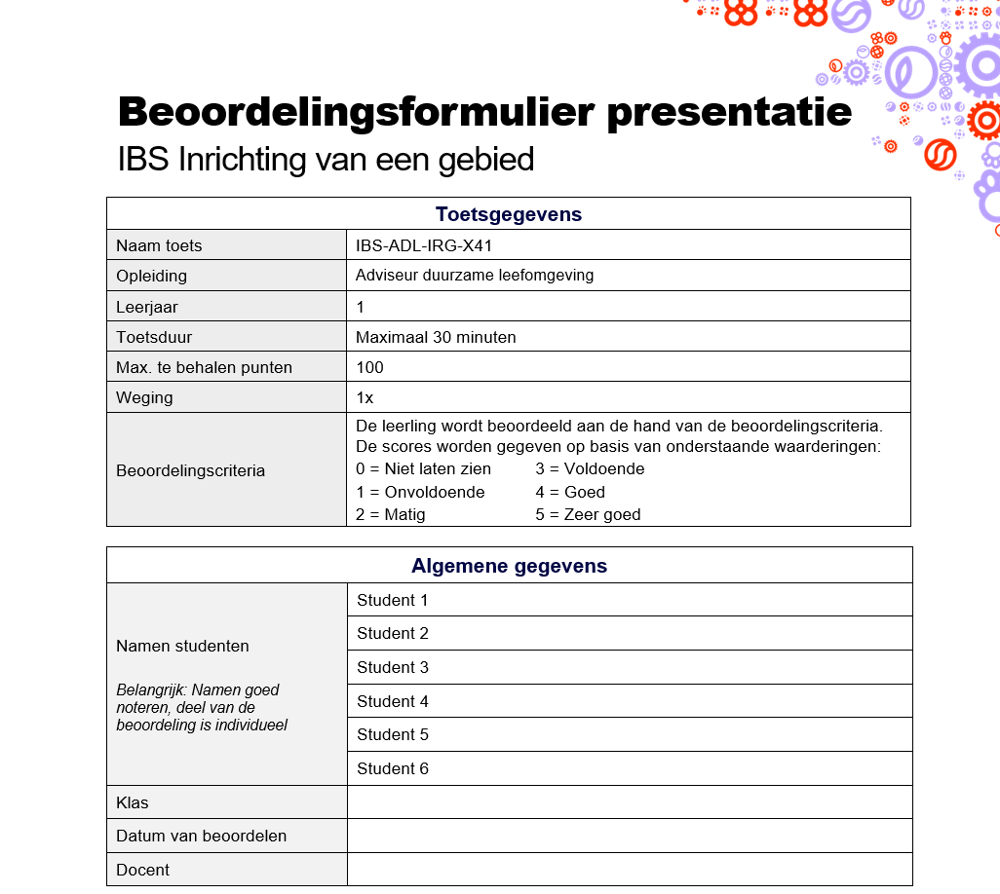 Beoordelingsformulier presentatie
IBS Inrichting van een gebied
Toetsgegevens
Naam toets IBS-ADL-IRG-X41
Opleiding Adviseur duurzame leefomgeving
Leerjaar 1
Toetsduur Maximaal 30 minuten
Max. te behalen punten 100
Weging 1x
Beoordelingscriteria
De leerling wordt beoordeeld aan de hand van de beoordelingscriteria.
De scores worden gegeven op basis van onderstaande waarderingen:
0 = Niet laten zien 3 = Voldoende
1 = Onvoldoende 4 = Goed
2 = Matig 5 = Zeer goed
Algemene gegevens
Namen studenten
Belangrijk: Namen goed
noteren, deel van de
beoordeling is individueel
Student 1
Student 2
Student 3
Student 4
Student 5
Student 6
Klas
Datum van beoordelen
Docent